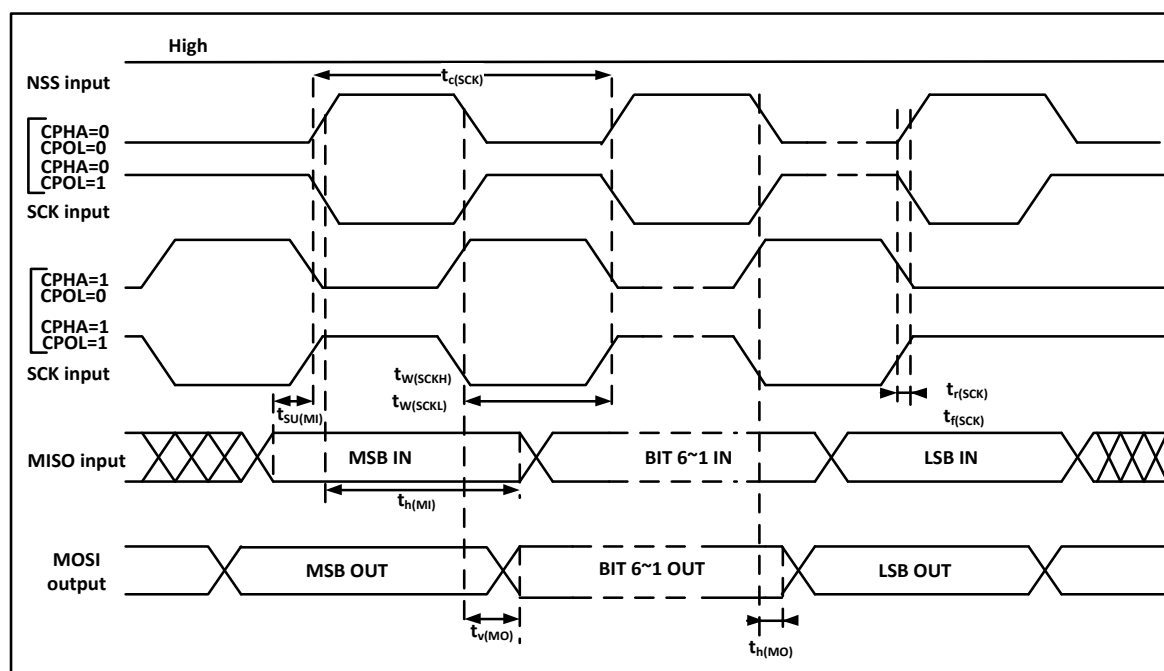 High
NSS input
tc(SCK)
CPHA=0
CPOL=0
CPHA=0
CPOL=1
SCK input
CPHA=1
CPOL=0
CPHA=1
CPOL=1
SCK input
tW(SCKH)
tW(SCKL)
tr(SCK)
tf(SCK)
tSU(MI)
MISO input
MSB IN
BIT 6~1 IN
LSB IN
th(MI)
MOSI
output
MSB OUT
BIT 6~1 OUT
LSB OUT
tv(MO)
th(MO)